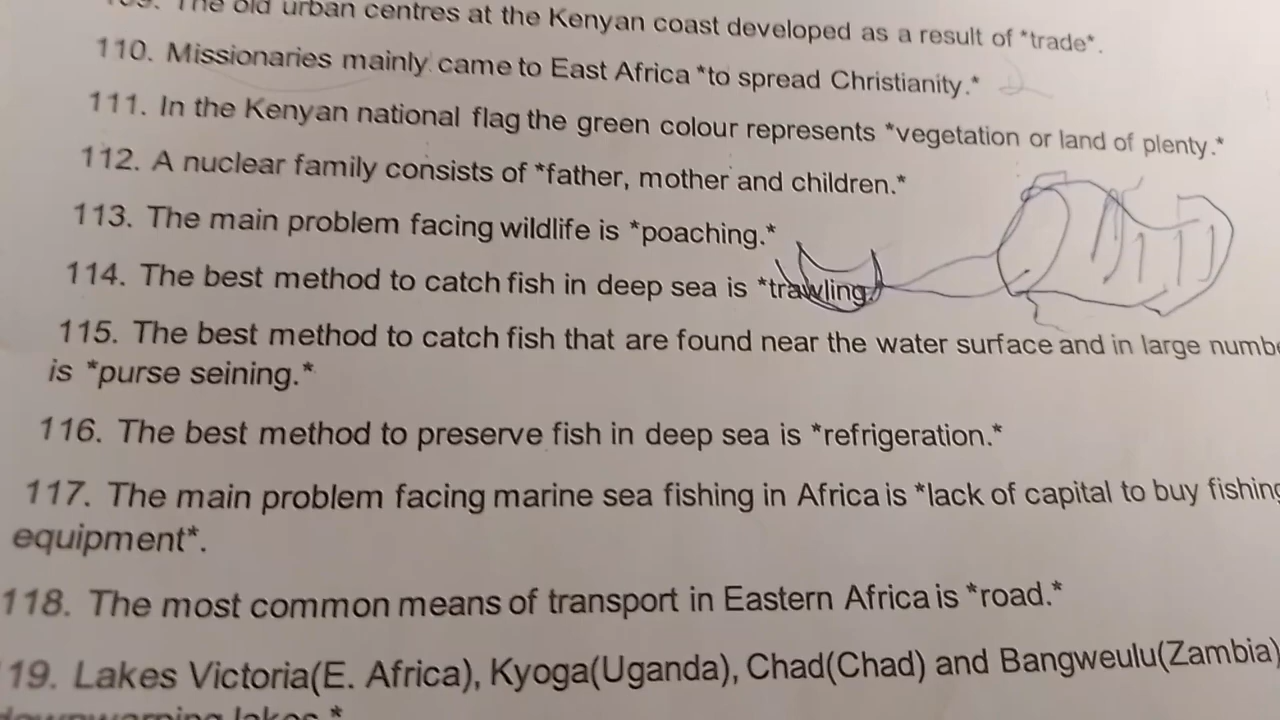 The old urban centres at the Kenyan coast developed as a result of *trade*.
110. Missionaries mainly came to East Africa *to spread Christianity.*
111. In the Kenyan national flag the green colour represents *vegetation or land of plenty.*
112. A nuclear family consists of *father, mother and children.*
113. The main problem facing wildlife is *poaching.*
114. The best method to catch fish in deep sea is *trawling.
115. The best method to catch fish that are found near the water surface and in large
is *purse seining.*
116. The best method to preserve fish in deep sea is *refrigeration.*
117. The main problem facing marine sea fishing in Africa is *lack of capital to buy fishing
equipment*.
118. The most common means of transport in Eastern Africa is *road.*
19. Lakes Victoria(E. Africa), Kyoga(Uganda), Chad(Chad) and Bangweulu(Zambia)
lakes.*